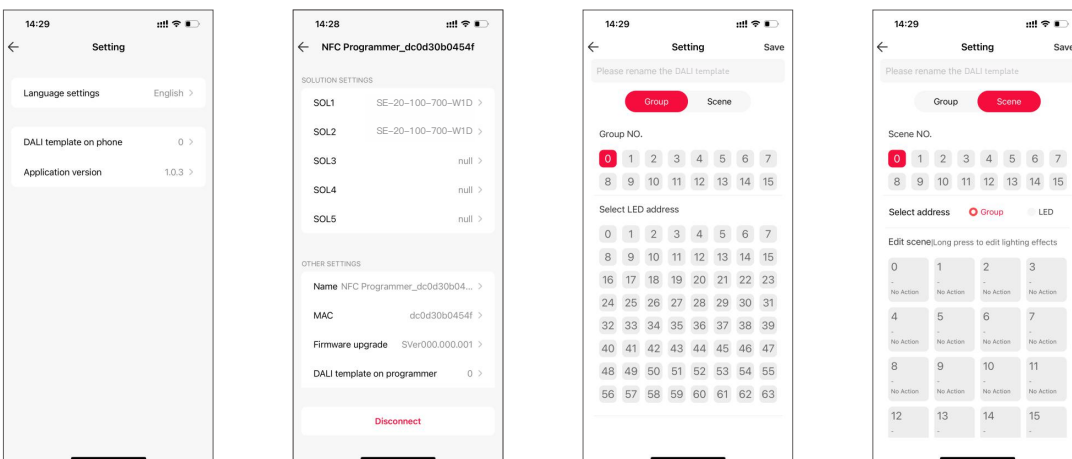 14:29
Setting
Language settings English >
DALI template on phone 0 >
Application version 1.0.3 >
14:28
NFC Programmer_dc0d30b0454f
SOLUTION SETTINGS
SOL1 SE-20-100-700-W1D >
SOL2 SE-20-100-700-W1D >
SOL3 null >
SOL4 null >
SOL5 null >
OTHER SETTINGS
Name NFC Programmer_dc0d30b04... >
MAC dc0d30b0454f >
Firmware upgrade SVer000.000.001 >
DALI template on programmer 0 >
Disconnect
14:29
Setting Save
Please rename the DALI template
Group Scene
Group NO.
0 1 2 3 4 5 6 7
8 9 10 11 12 13 14 15
Select LED address
0 1 2 3 4 5 6 7
8 9 10 11 12 13 14 15
16 17 18 19 20 21 22 23
24 25 26 27 28 29 30 31
32 33 34 35 36 37 38 39
40 41 42 43 44 45 46 47
48 49 50 51 52 53 54 55
56 57 58 59 60 61 62 63
14:29
Setting Save
Please rename the DALI template
Group Scene
Scene NO.
0 1 2 3 4 5 6 7
8 9 10 11 12 13 14 15
Select address Group LED
Edit scene|Long press to edit lighting effects
0 1 2 3
- - - -
No Action No Action No Action No Action
4 5 6 7
- - - -
No Action No Action No Action No Action
8 9 10 11
- - - -
No Action No Action No Action No Action
12 13 14 15
- - - -